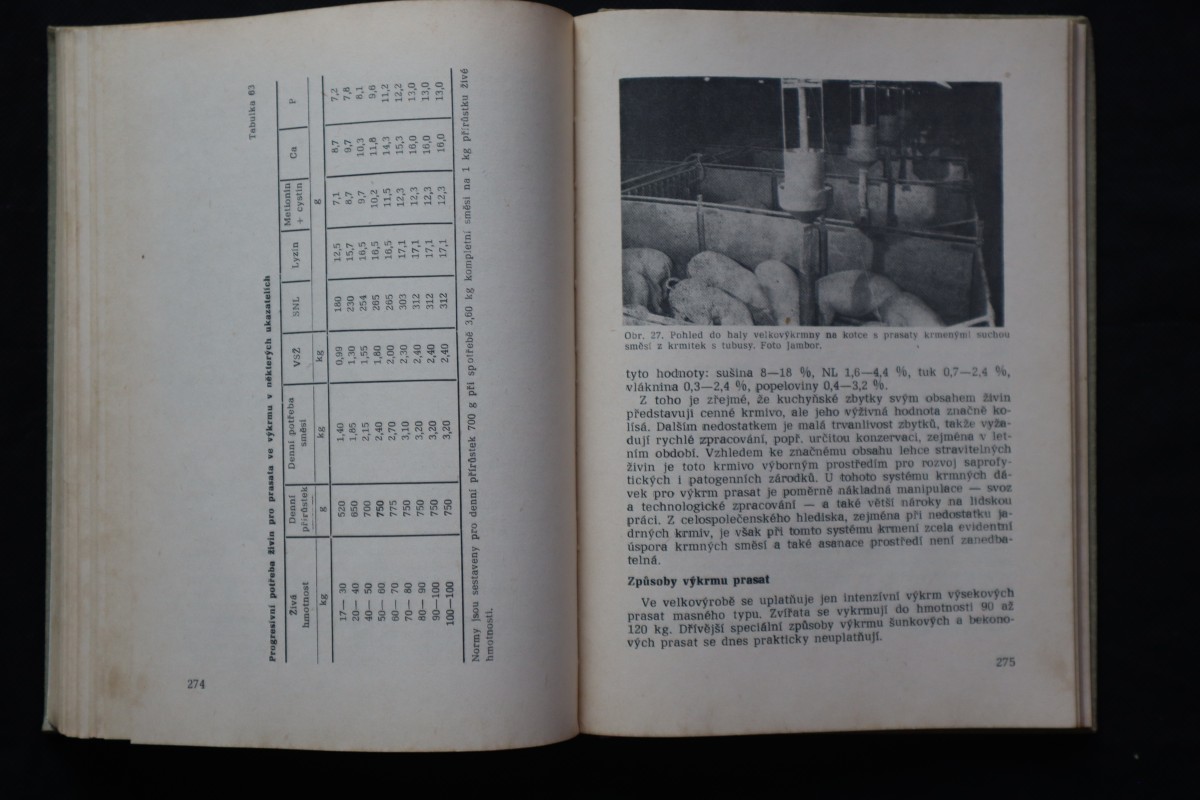 Tabulka 63
Progresivní potřeba živin pro prasata ve výkrmu v některých ukazatelích
Živá hmotnost Denní přírůstek Denní potřeba směsi VSŽ SNL Lyzin Metionin + cystin Ca P
kg g kg kg g
17— 30 520 1,40 0,99 180 12,5 7,1 8,7 7,2
20— 40 650 1,85 1,30 230 15,7 8,7 9,7 7,8
40— 50 700 2,15 1,55 254 16,5 9,7 10,3 8,1
50— 60 750 2,40 1,80 265 16,5 10,2 11,8 9,6
60— 70 775 2,70 2,00 265 16,5 11,5 14,3 11,2
70— 80 750 3,10 2,30 303 17,1 12,3 15,3 12,2
80— 90 750 3,20 2,40 312 17,1 12,3 16,0 13,0
90—100 750 3,20 2,40 312 17,1 12,3 16,0 13,0
100—100 750 3,20 2,40 312 17,1 12,3 16,0 13,0
Normy jsou sestaveny pro denní přírůstek 700 g při spotřebě 3,60 kg kompletní směsi na 1 kg přírůstku živé
hmotnosti.
274
Obr. 27. Pohled do haly velkovýkrmny na kotce s prasaty krmenými suchou
směsí z krmítek s tubusy. Foto Jambor.
tyto hodnoty: sušina 8—18 %, NL 1,6—4,4 %, tuk 0,7—2,4 %,
vláknina 0,3—2,4 %, popeloviny 0,4—3,2 %.
Z toho je zřejmé, že kuchyňské zbytky svým obsahem živin
představují cenné krmivo, ale jeho výživná hodnota značně ko-
lísá. Dalším nedostatkem je malá trvanlivost zbytků, takže vyža-
dují rychlé zpracování, popř. určitou konzervaci, zejména v let-
ním období. Vzhledem ke značnému obsahu lehce stravitelných
živin je toto krmivo výborným prostředím pro rozvoj saprofy-
tických i patogenních zárodků. U tohoto systému krmných dá-
vek pro výkrm prasat je poměrně nákladná manipulace — svoz
a technologické zpracování — a také větší nároky na lidskou
práci. Z celospolečenského hlediska, zejména při nedostatku ja-
drných krmiv, je však při tomto systému krmení zcela evidentní
úspora krmných směsí a také asanace prostředí není zanedba-
telná.
Způsoby výkrmu prasat
Ve velkovýrobě se uplatňuje jen intenzívní výkrm výsekových
prasat masného typu. Zvířata se vykrmují do hmotnosti 90 až
120 kg. Dřívější speciální způsoby výkrmu šunkových a bekono-
vých prasat se dnes prakticky neuplatňují.
275